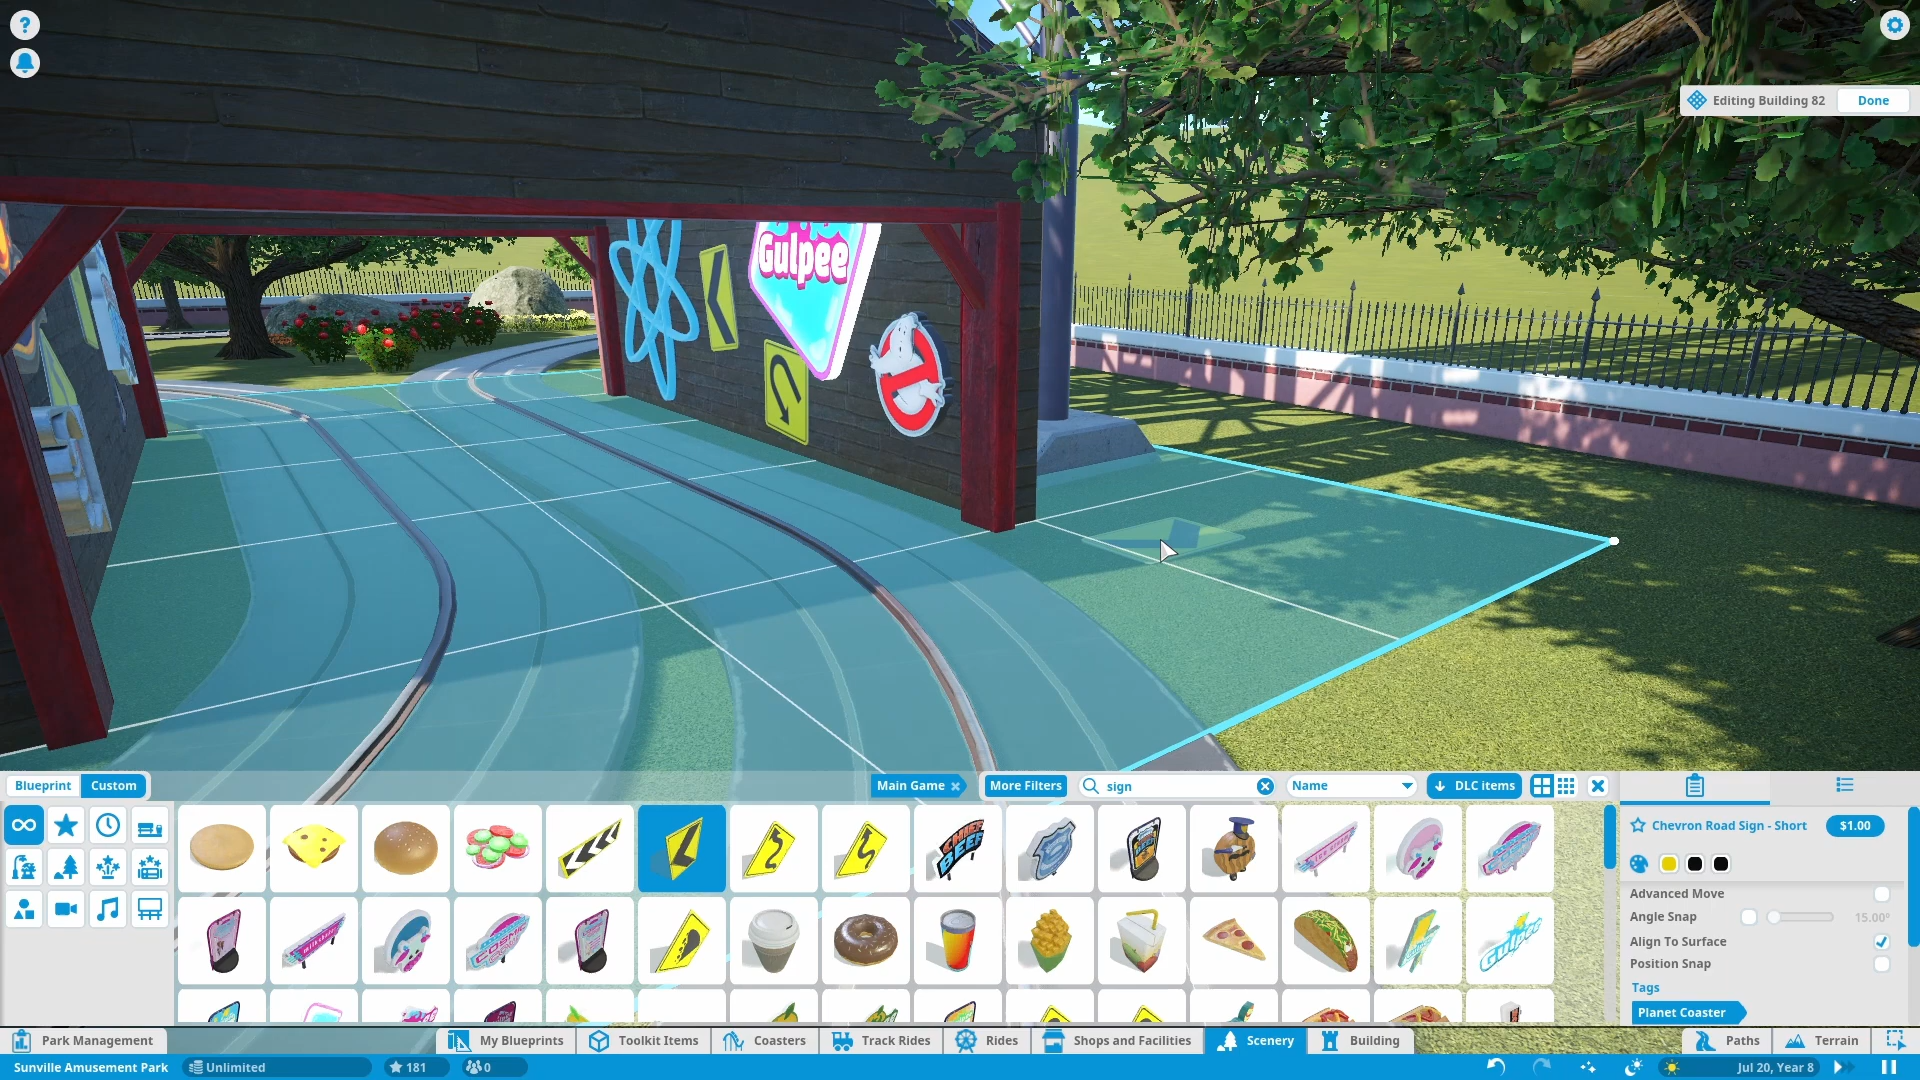 ?
Editing Building 82
Done
Gulpee
Blueprint
Custom
Main Game
More Filters
sign
Name
DLC items
Chevron Road Sign - Short
$1.00
CHIEF
BEEF
Gulpee
Advanced Move
Angle Snap
15.00°
Align To Surface
Position Snap
Tags
Planet Coaster
Park Management
My Blueprints
Toolkit Items
Coasters
Track Rides
Rides
Shops and Facilities
Scenery
Building
Paths
Terrain
Sunville Amusement Park
Unlimited
181
0
Jul 20, Year 8